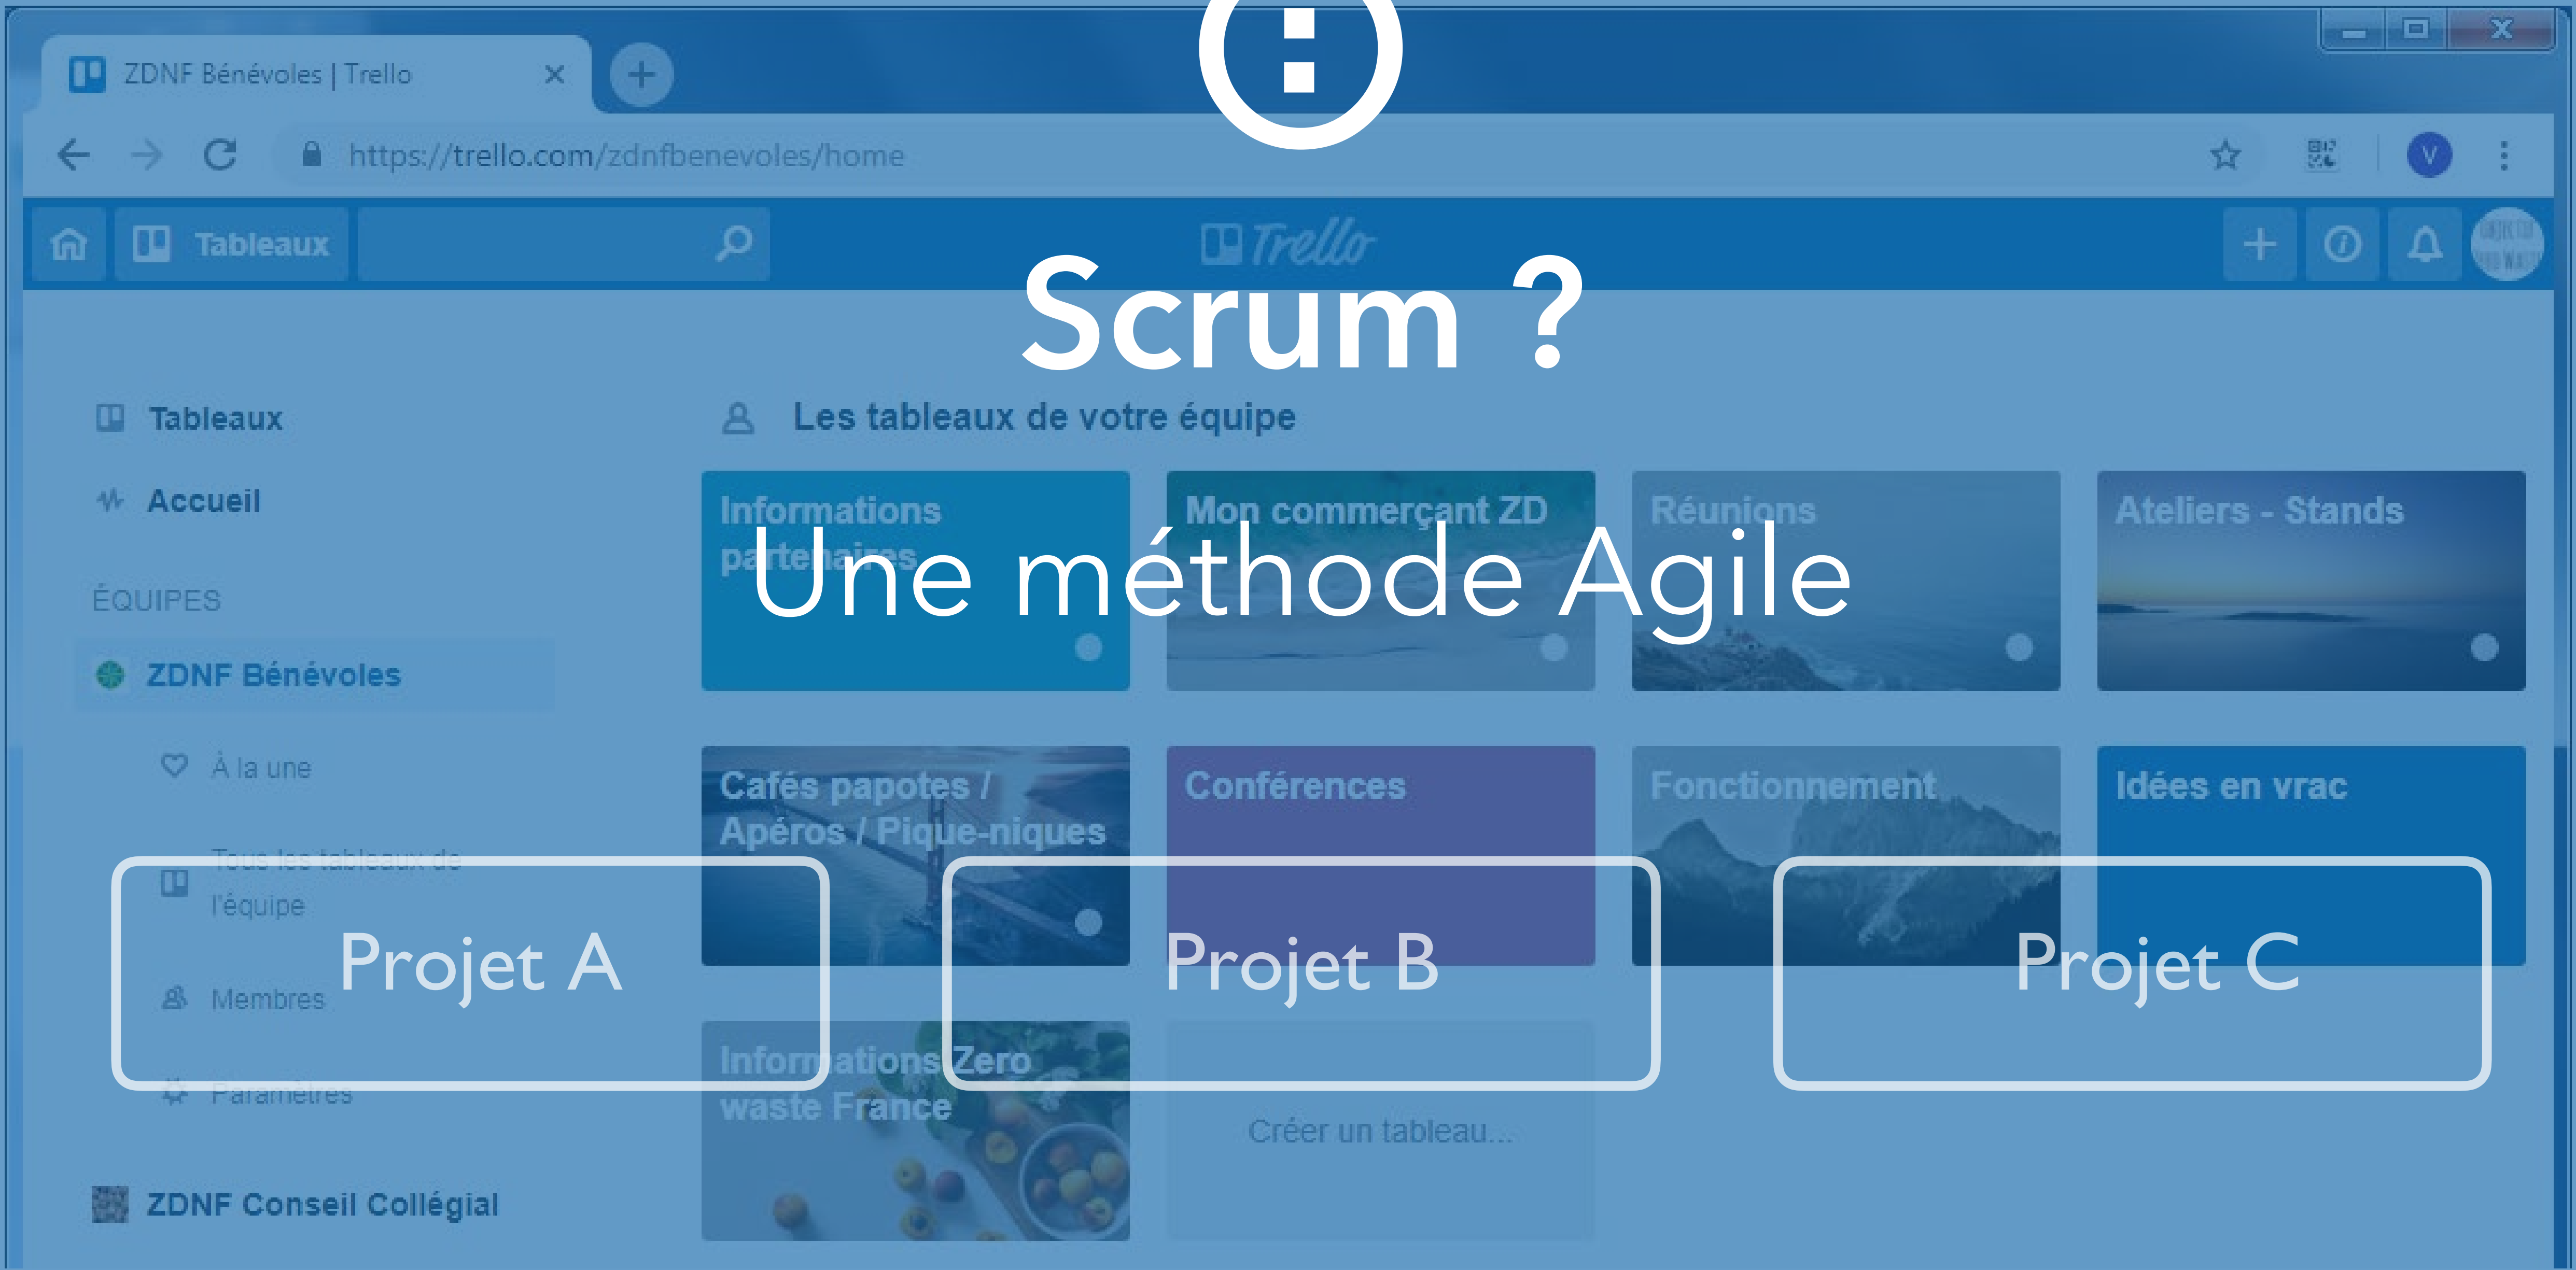 ZDNF Bénévoles | Trello
https://trello.com/zdnfbenevoles/home
V
Tableaux
Trello
Scrum ?
Une méthode Agile
Tableaux
Accueil
ÉQUIPES
ZDNF Bénévoles
À la une
Tous les tableaux de
l'équipe
Membres
Paramètres
ZDNF Conseil Collégial
Les tableaux de votre équipe
Informations
partenaires
Mon commerçant ZD
Réunions
Ateliers - Stands
Cafés papotes /
Apéros / Pique-niques
Conférences
Fonctionnement
Idées en vrac
Informations Zero
waste France
Créer un tableau...
Projet A
Projet B
Projet C